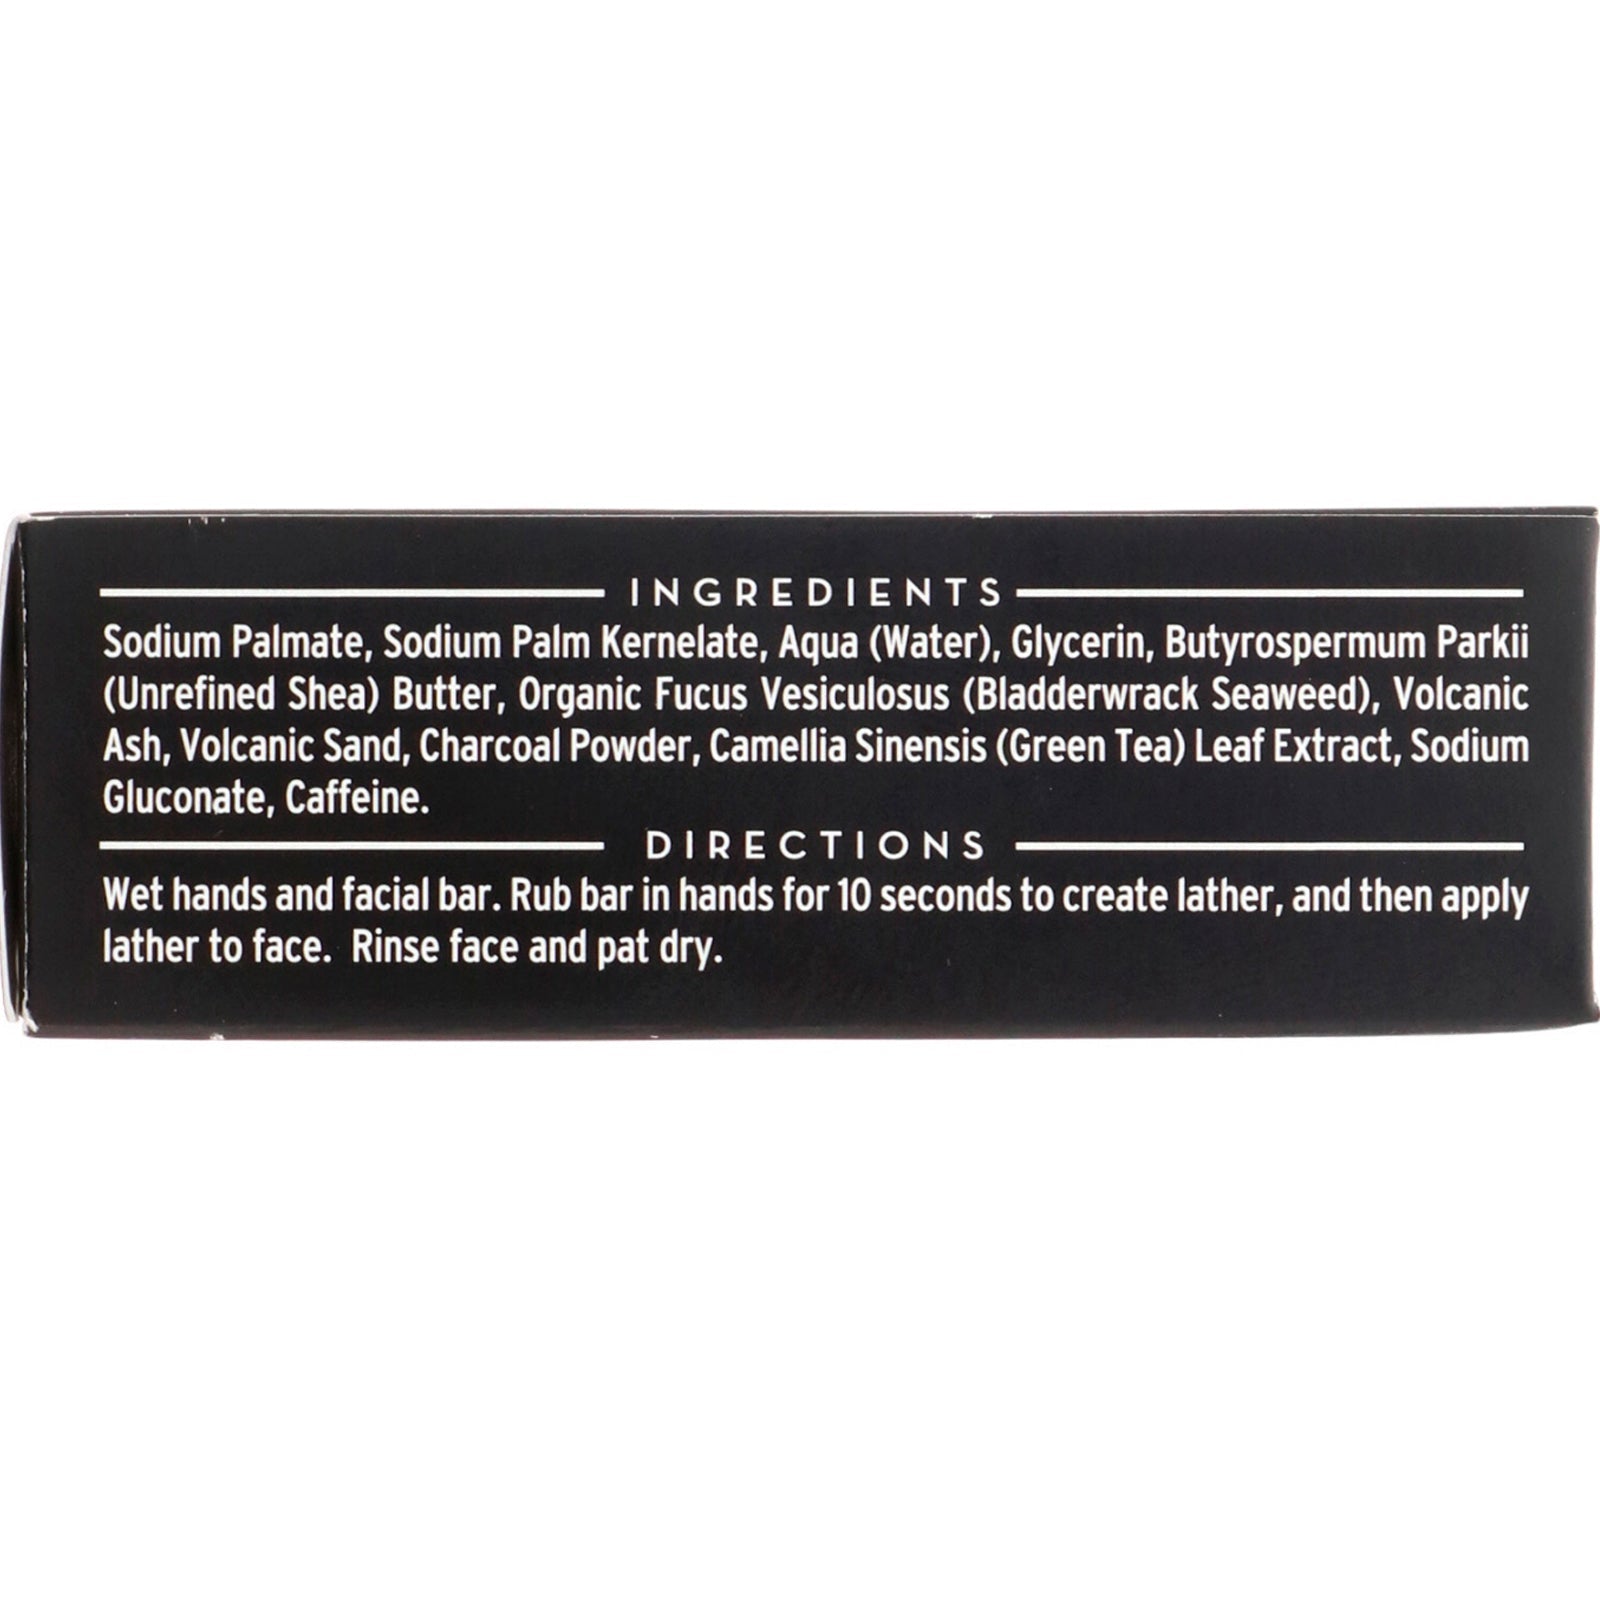 INGREDIENTS
Sodium Palmate, Sodium Palm Kernelate, Aqua (Water), Glycerin, Butyrospermum Parkii
(Unrefined Shea) Butter, Organic Fucus Vesiculosus (Bladderwrack Seaweed), Volcanic
Ash, Volcanic Sand, Charcoal Powder, Camellia Sinensis (Green Tea) Leaf Extract, Sodium
Gluconate, Caffeine.
DIRECTIONS
Wet hands and facial bar. Rub bar in hands for 10 seconds to create lather, and then apply
lather to face. Rinse face and pat dry.